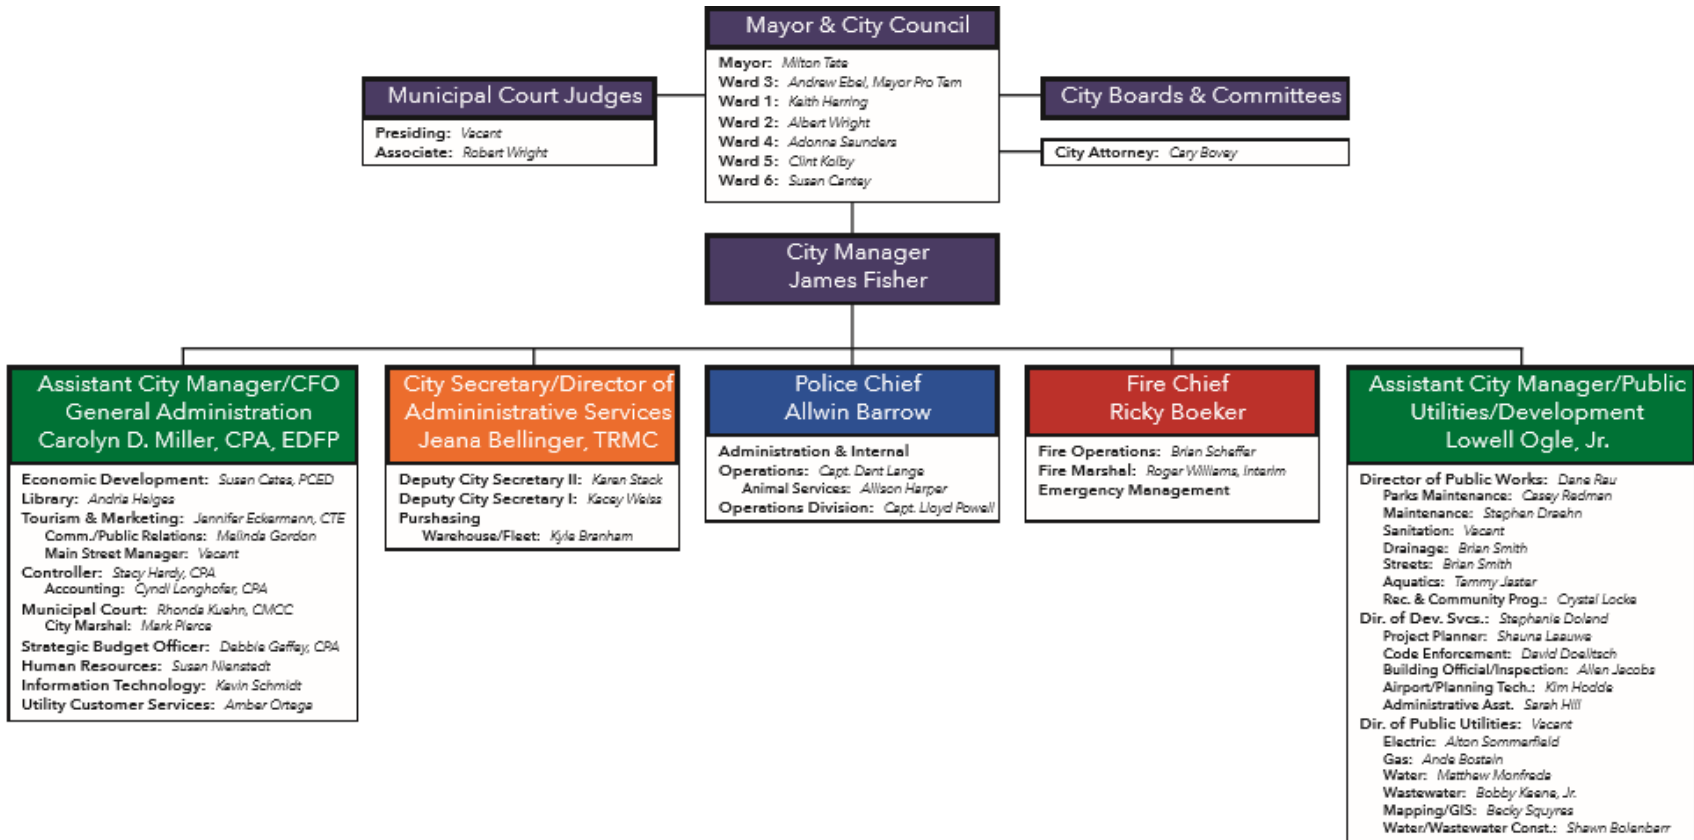 Mayor & City Council
Mayor: Milton Tate
Ward 3: Andrew Ebel, Mayor Pro Tem
Ward 1: Keith Herring
Ward 2: Albert Wright
Ward 4: Adonna Saunders
Ward 5: Clint Kolby
Ward 6: Susan Cantey
Municipal Court Judges
Presiding: Vacant
Associate: Robert Wright
City Boards & Committees
City Attorney: Cary Bovey
City Manager
James Fisher
Assistant City Manager/CFO
General Administration
Carolyn D. Miller, CPA, EDFP
Economic Development: Susan Cates, PCED
Library: Andria Heiges
Tourism & Marketing: Jennifer Eckermann, CTE
Comm./Public Relations: Melinda Gordon
Main Street Manager: Vacant
Controller: Stacy Hardy, CPA
Accounting: Cyndi Longhofer, CPA
Municipal Court: Rhonda Kuehn, CMCC
City Marshal: Mark Pierce
Strategic Budget Officer: Debbie Gaffey, CPA
Human Resources: Susan Nienstedt
Information Technology: Kevin Schmidt
Utility Customer Services: Amber Ortega
City Secretary/Director of
Admininistrative Services
Jeana Bellinger, TRMC
Deputy City Secretary II: Karen Stack
Deputy City Secretary I: Kacey Weiss
Purshasing
Warehouse/Fleet: Kyle Branham
Police Chief
Allwin Barrow
Administration & Internal
Operations: Capt. Dant Lange
Animal Services: Allison Harper
Operations Division: Capt. Lloyd Powell
Fire Chief
Ricky Boeker
Fire Operations: Brian Scheffer
Fire Marshal: Roger Williams, Interim
Emergency Management
Assistant City Manager/Public
Utilities/Development
Lowell Ogle, Jr.
Director of Public Works: Dane Rau
Parks Maintenance: Casey Redman
Maintenance: Stephen Draehn
Sanitation: Vacant
Drainage: Brian Smith
Streets: Brian Smith
Aquatics: Tammy Jaster
Rec. & Community Prog.: Crystal Locke
Dir. of Dev. Svcs.: Stephanie Doland
Project Planner: Shauna Laauwe
Code Enforcement: David Doelitsch
Building Official/Inspection: Allen Jacobs
Airport/Planning Tech.: Kim Hodde
Administrative Asst. Sarah Hill
Dir. of Public Utilities: Vacant
Electric: Alton Sommerfield
Gas: Ande Bostain
Water: Matthew Monfreda
Wastewater: Bobby Keene, Jr.
Mapping/GIS: Becky Squyres
Water/Wastewater Const.: Shawn Bolenbarr